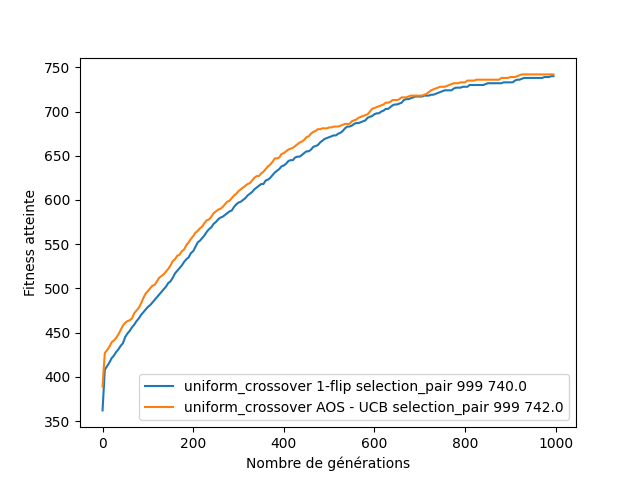 750
700
650
600
550
500
450
400
350
Fitness atteinte
uniform_crossover 1-flip selection_pair 999 740.0
uniform_crossover AOS - UCB selection_pair 999 742.0
0 200 400 600 800 1000
Nombre de générations